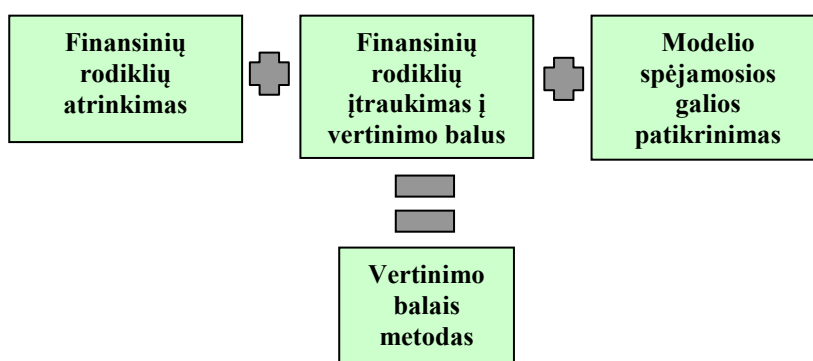 Finansinių
rodiklių
atrinkimas
Finansinių
rodiklių
įtraukimas į
vertinimo balus
Modelio
spėjamosios
galios
patikrinimas
Vertinimo
balais
metodas